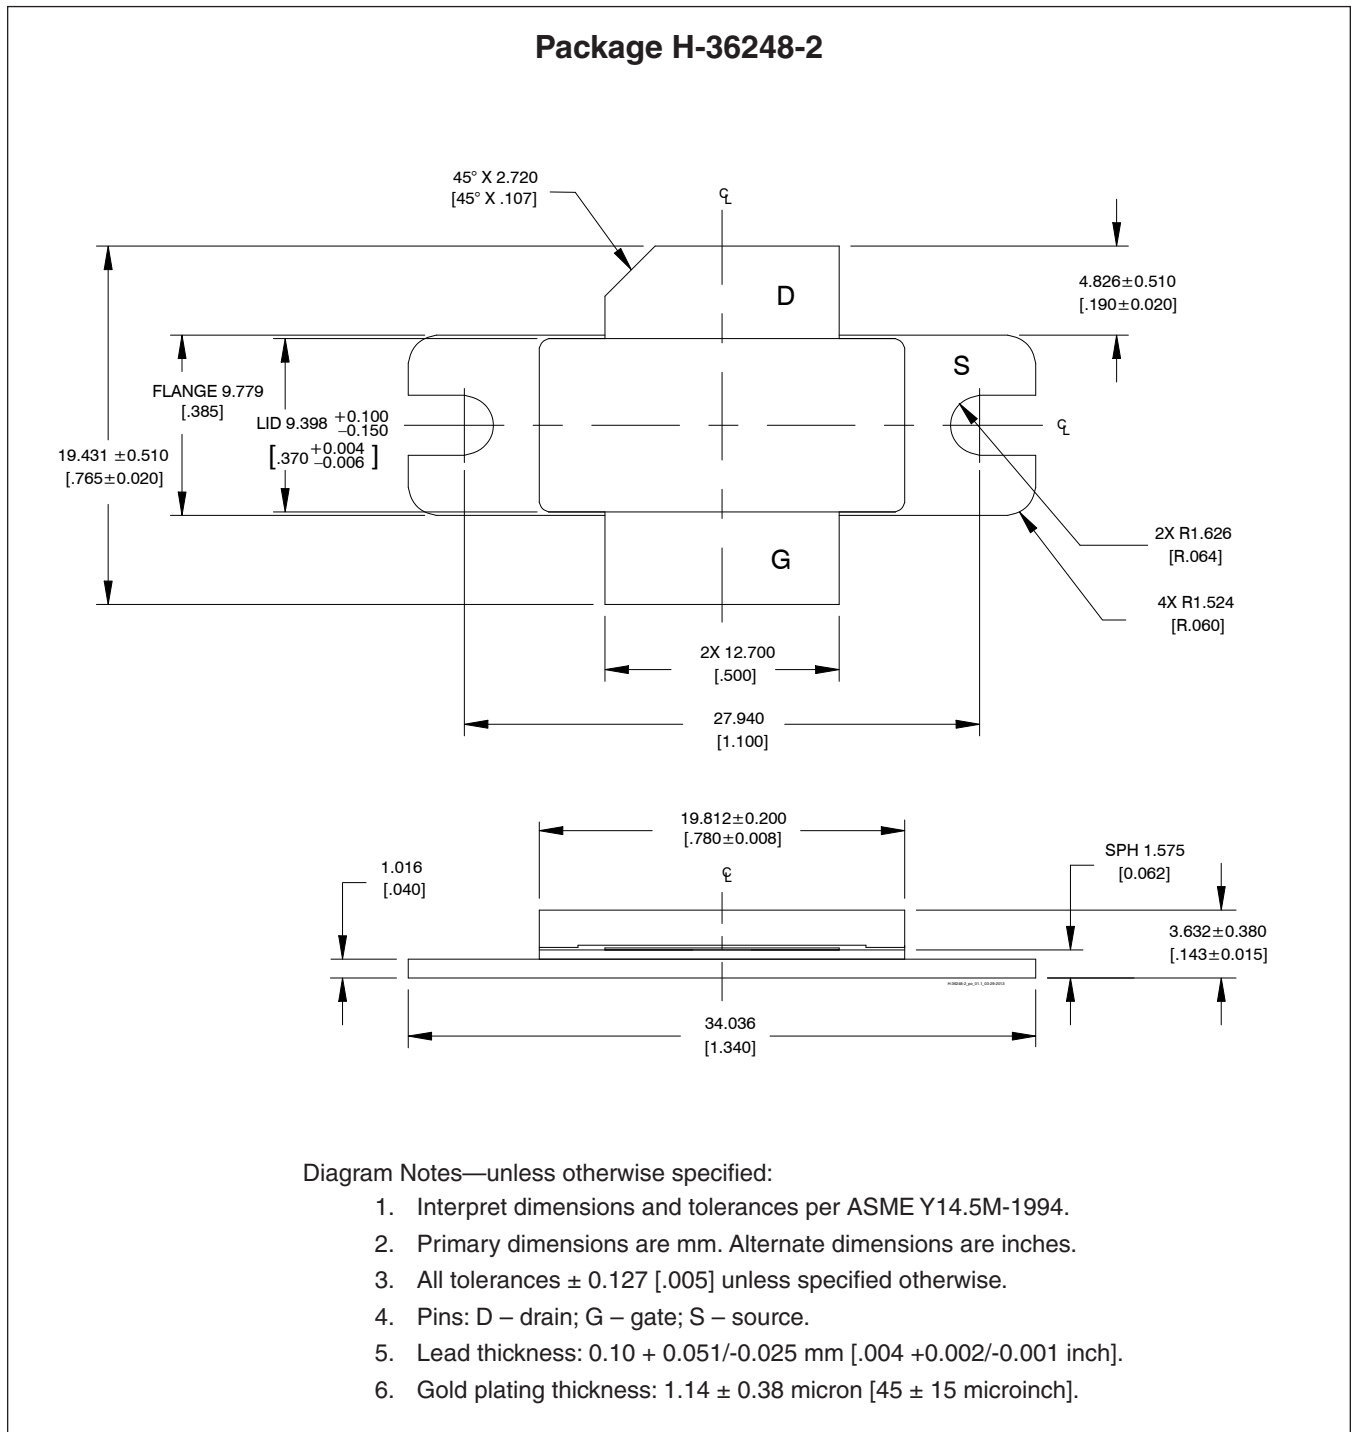 Package H-36248-2
45° X 2.720
[45° X .107]
℄
D
4.826±0.510
[.190±0.020]
FLANGE 9.779
[.385]
LID 9.398 +0.100
−0.150
[.370 +0.004
−0.006 ]
S
℄
19.431 ±0.510
[.765±0.020]
G
2X R1.626
[R.064]
4X R1.524
[R.060]
2X 12.700
[.500]
27.940
[1.100]
19.812±0.200
[.780±0.008]
1.016
[.040]
℄
SPH 1.575
[0.062]
3.632±0.380
[.143±0.015]
34.036
[1.340]
Diagram Notes—unless otherwise specified:
1. Interpret dimensions and tolerances per ASME Y14.5M-1994.
2. Primary dimensions are mm. Alternate dimensions are inches.
3. All tolerances ± 0.127 [.005] unless specified otherwise.
4. Pins: D – drain; G – gate; S – source.
5. Lead thickness: 0.10 + 0.051/-0.025 mm [.004 +0.002/-0.001 inch].
6. Gold plating thickness: 1.14 ± 0.38 micron [45 ± 15 microinch].